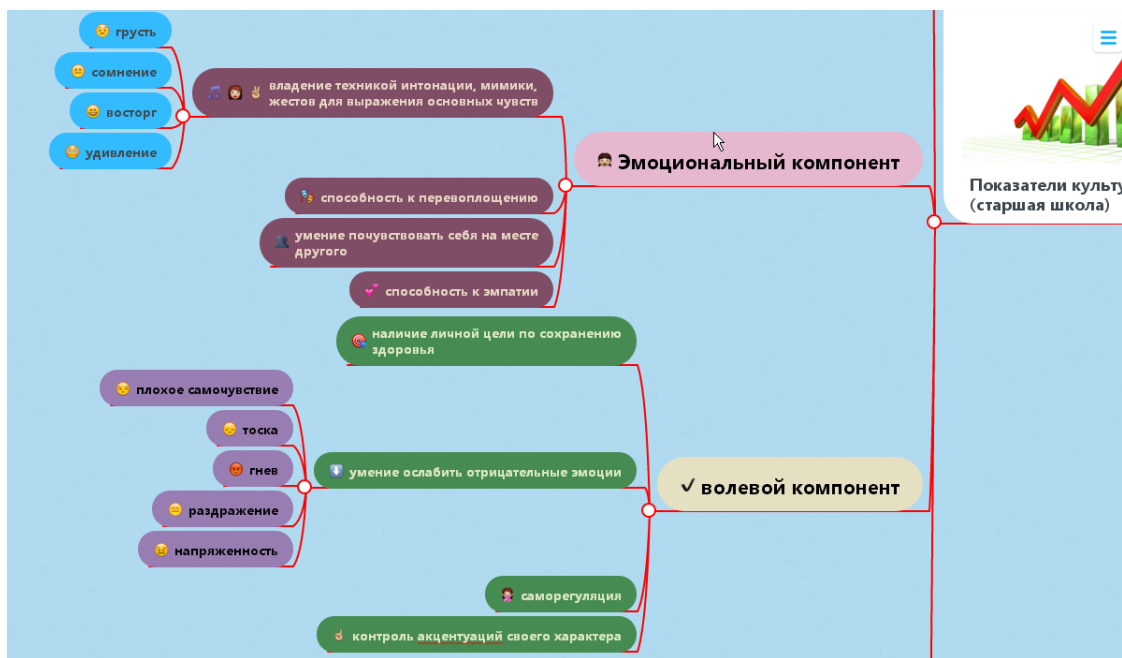 грусть
сомнение
восторг
удивление
владение техникой интонации, мимики,
жестов для выражения основных чувств
способность к перевоплощению
умение почувствовать себя на месте
другого
способность к эмпатии
Эмоциональный компонент
наличие личной цели по сохранению
здоровья
плохое самочувствие
тоска
гнев
раздражение
напряженность
умение ослабить отрицательные эмоции
саморегуляция
контроль акцентуаций своего характера
волевой компонент
Показатели культу
(старшая школа)